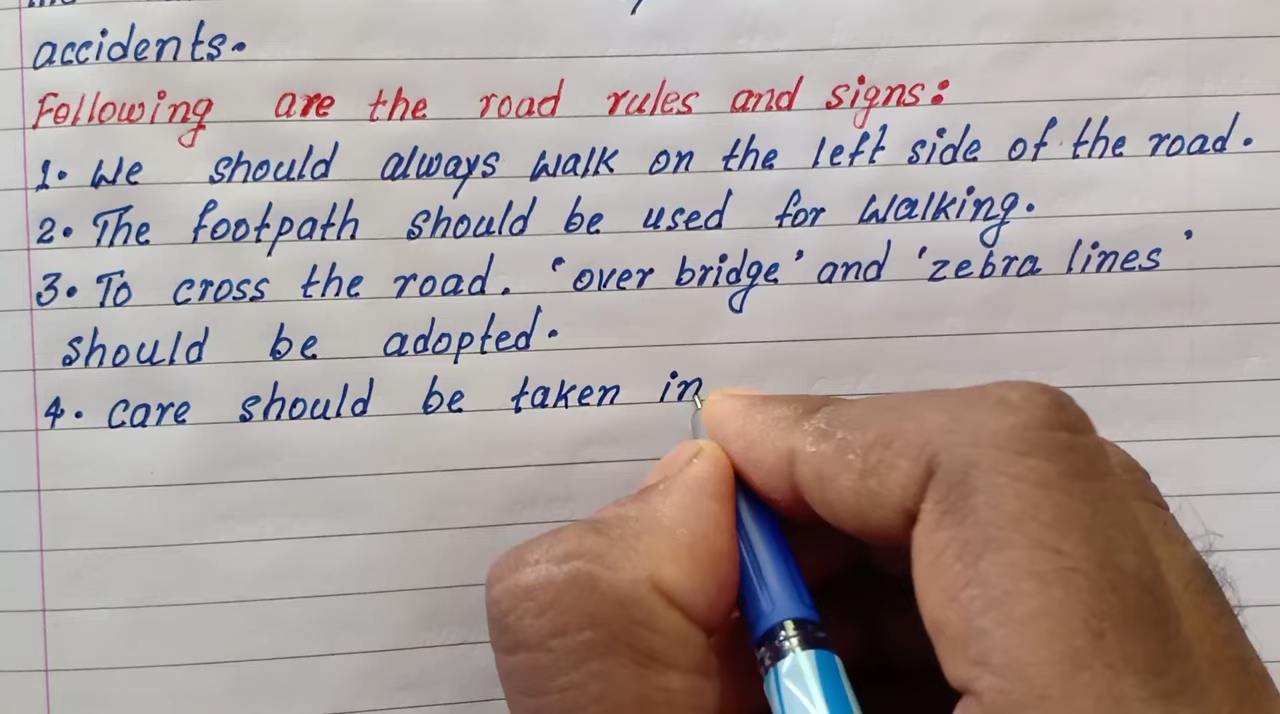 accidents.
Following are the road rules and signs:
1. We should always walk on the left side of the road.
2. The footpath should be used for walking.
3. To cross the road. 'over bridge' and 'zebra lines'
should be adopted.
4. care should be taken in